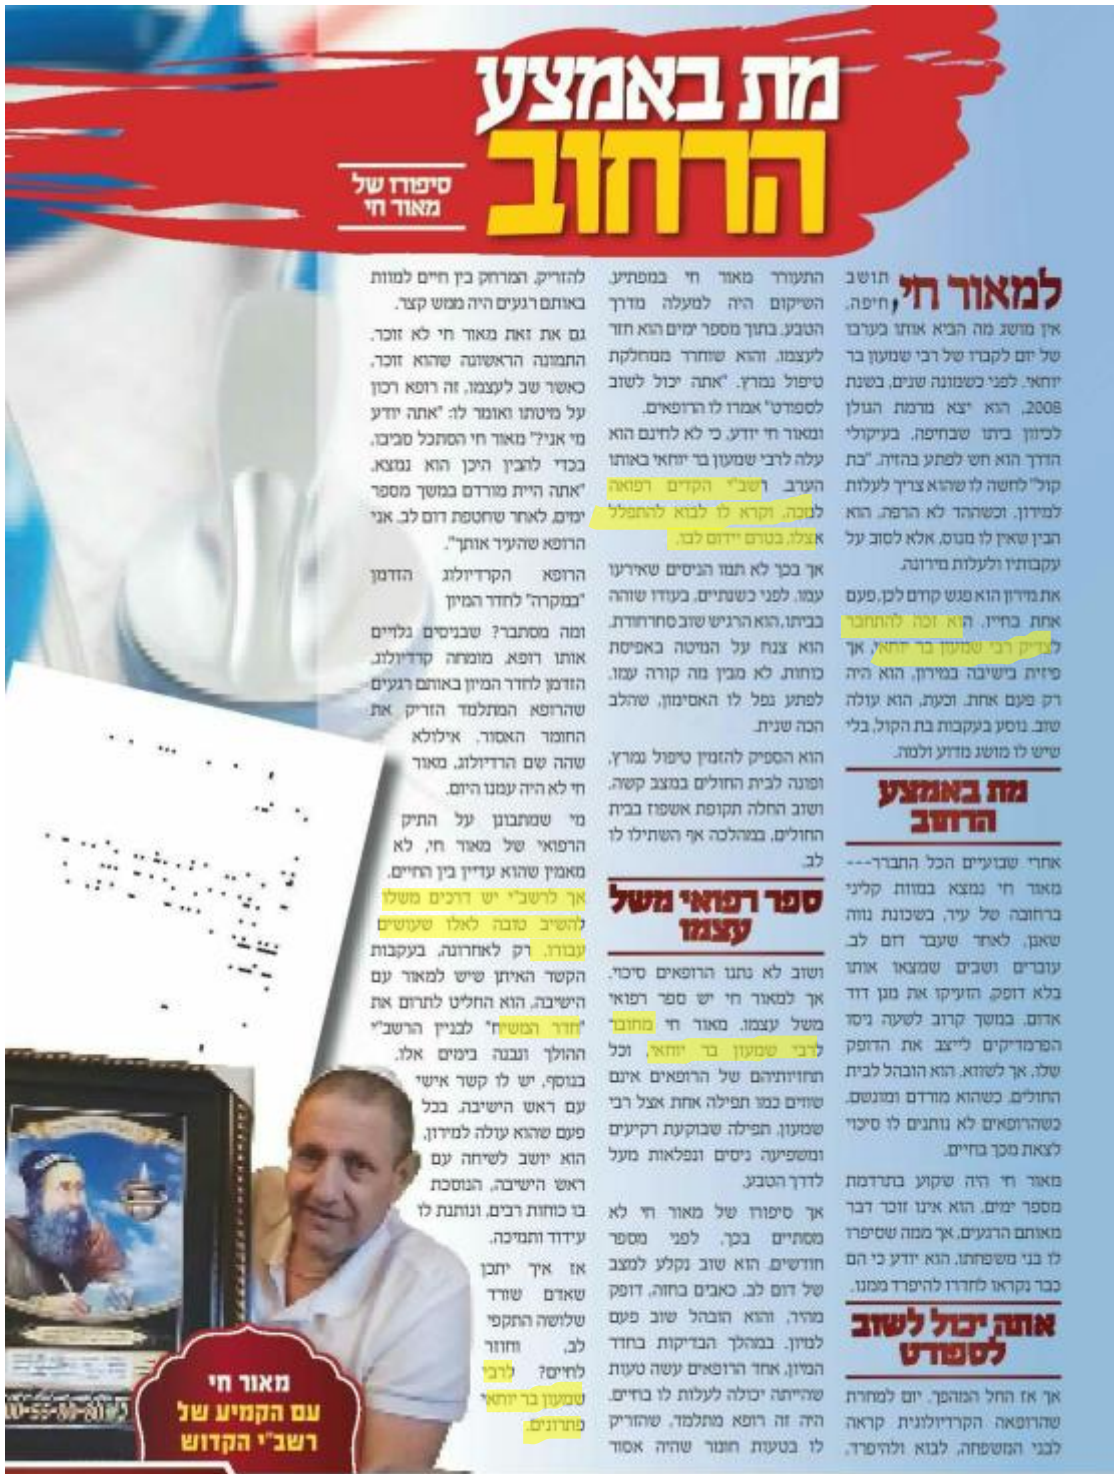 מת באמצע
הרחוב
סיפורו של
מאור חי
למאור חי, תושב
חיפה,
אין מושג מה הביא אותו בערבו
של יום לקברו של רבי שמעון בר
יוחאי. לפני כשמונה שנים, בשנת
2008, הוא יצא מרמת הגולן
לכיוון ביתו שבחיפה, בעיקולי
הדרך הוא חש לפתע בהזיה. "בת
קול" לחשה לו שהוא צריך לעלות
למירון, וכשההד לא הרפה, הוא
הבין שאין לו מנוס, אלא לסוב על
עקבותיו ולעלות מירונה.
את מירון הוא פגש קודם לכן, פעם
אחת בחייו. הוא זכה להתחבר
לצדיק רבי שמעון בר יוחאי, אך
פיזית בישיבה במירון, הוא היה
רק פעם אחת. וכעת, הוא עולה
שוב. נוסע בעקבות בת הקול, בלי
שיש לו מושג מדוע ולמה.
מת באמצע
הרחוב
אחרי שבועיים הכל התברר---
מאור חי נמצא במוות קליני
ברחובה של עיר, בשכונת נווה
שאנן, לאחר שעבר דום לב.
עוברים ושבים שמצאו אותו
בלא דופק, הזעיקו את מגן דוד
אדום. במשך קרוב לשעה ניסו
הפרמדיקים לייצב את הדופק
שלו, אך לשווא. הוא הובהל לבית
החולים, כשהוא מורדם ומונשם,
כשהרופאים לא נותנים לו סיכוי
לצאת מכך בחיים.
מאור חי היה שקוע בתרדמת
מספר ימים. הוא אינו זוכר דבר
מאותם הרגעים, אך ממה שסיפרו
לו בני משפחתו, הוא יודע כי הם
כבר נקראו לחדרו להיפרד ממנו.
אתה יכול לשוב
לספורט
אך אז החל המהפך. יום למחרת
שהרופאה הקרדיולוגית קראה
לבני המשפחה, לבוא ולהיפרד,
התעורר מאור חי במפתיע.
השיקום היה למעלה מדרך
הטבע. בתוך מספר ימים הוא חזר
לעצמו, והוא שוחרר ממחלקת
טיפול נמרץ. "אתה יכול לשוב
לספורט" אמרו לו הרופאים.
ומאור חי יודע, כי לא לחינם הוא
עלה לרבי שמעון בר יוחאי באותו
הערב. רשב"י הקדים רפואה
למכה, וקרא לו לבוא להתפלל
אצלו, בטרם יידום לבו.
אך בכך לא תמו הניסים שאירעו
עמו. לפני כשנתיים, בעודו שוהה
בביתו, הוא הרגיש שוב סחרחורת.
הוא צנח על המיטה באפיסת
כוחות, לא מבין מה קורה עמו.
לפתע נפל לו האסימון, שהלב
הכה שנית.
הוא הספיק להזמין טיפול נמרץ,
ופונה לבית החולים במצב קשה.
ושוב החלה תקופת אשפוז בבית
החולים, במהלכה אף השתילו לו
לב.
ספר רפואי משל
עצמו
ושוב לא נתנו הרופאים סיכוי.
אך למאור חי יש ספר רפואי
משל עצמו. מאור חי מחובר
לרבי שמעון בר יוחאי, וכל
תחזיותיהם של הרופאים אינם
שווים כמו תפילה אחת אצל רבי
שמעון. תפילה שבוקעת רקיעים
ומשפיעה ניסים ונפלאות מעל
לדרך הטבע.
אך סיפורו של מאור חי לא
מסתיים בכך. לפני מספר
חודשים, הוא שוב נקלע למצב
של דום לב. כאבים בחזה, דופק
מהיר, והוא הובהל שוב פעם
למיון. במהלך הבדיקות בחדר
המיון, אחד הרופאים עשה טעות
שהייתה יכולה לעלות לו בחיים.
היה זה רופא מתלמד, שהזריק
לו בטעות חומר שהיה אסור
להזריק, המרחק בין חיים למוות
באותם רגעים היה ממש קצר.
גם את זאת מאור חי לא זוכר.
התמונה הראשונה שהוא זוכר,
כאשר שב לעצמו, זה רופא רכון
על מיטתו ואומר לו: "אתה יודע
מי אני?" מאור חי הסתכל סביבו,
בכדי להבין היכן הוא נמצא.
"אתה היית מורדם במשך מספר
ימים, לאחר שחטפת דום לב. אני
הרופא שהעיר אותך".
הרופא הקרדיולוג הזדמן
"במקרה" לחדר המיון
ומה מסתבר? שבניסים גלויים
אותו רופא, מומחה קרדיולוג,
הזדמן לחדר המיון באותם רגעים
שהרופא המתלמד הזריק את
החומר האסור. אילולא
שהה שם הרדיולוג, מאור
חי לא היה עמנו היום.
מי שמתבונן על התיק
הרפואי של מאור חי, לא
מאמין שהוא עדיין בין החיים.
אך לרשב"י יש דרכים משלו
להשיב טובה לאלו שעושים
עבורו. רק לאחרונה, בעקבות
הקשר האיתן שיש למאור עם
הישיבה, הוא החליט לתרום את
"חדר המשיח" לבניין הרשב"י
ההולך ונבנה בימים אלו.
בנוסף, יש לו קשר אישי
עם ראש הישיבה. בכל
פעם שהוא עולה למירון,
הוא יושב לשיחה עם
ראש הישיבה, הנוסכת
בו כוחות רבים, ונותנת לו
עידוד ותמיכה.
אז איך יתכן
שאדם שורד
שלושה התקפי
לב, וחוזר
לחיים? לרבי
שמעון בר יוחאי
פתרונים.
מאור חי
עם הקמיע של
רשב"י הקדוש